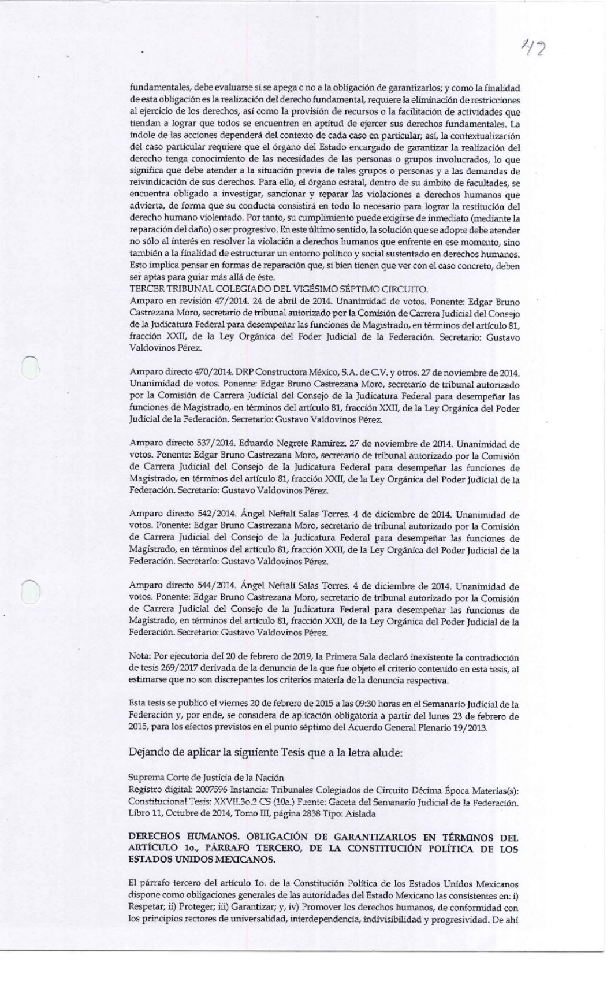 42
fundamentales, debe evaluarse si se apega o no a la obligación de garantizarlos; y como la finalidad
de esta obligación es la realización del derecho fundamental, requiere la eliminación de restricciones
al ejercicio de los derechos, así como la provisión de recursos o la facilitación de actividades que
tiendan a lograr que todos se encuentren en aptitud de ejercer sus derechos fundamentales. La
índole de las acciones dependerá del contexto de cada caso en particular; así, la contextualización
del caso particular requiere que el órgano del Estado encargado de garantizar la realización del
derecho tenga conocimiento de las necesidades de las personas o grupos involucrados, lo que
significa que debe atender a la situación previa de tales grupos o personas y a las demandas de
reivindicación de sus derechos. Para ello, el órgano estatal, dentro de su ámbito de facultades, se
encuentra obligado a investigar, sancionar y reparar las violaciones a derechos humanos que
advierta, de forma que su conducta consistirá en todo lo necesario para lograr la restitución del
derecho humano violentado. Por tanto, su cumplimiento puede exigirse de inmediato (mediante la
reparación del daño) o ser progresivo. En este último sentido, la solución que se adopte debe atender
no sólo al interés en resolver la violación a derechos humanos que enfrente en ese momento, sino
también a la finalidad de estructurar un entorno político y social sustentado en derechos humanos.
Esto implica pensar en formas de reparación que, si bien tienen que ver con el caso concreto, deben
ser aptas para guiar más allá de éste.
TERCER TRIBUNAL COLEGIADO DEL VIGÉSIMO SÉPTIMO CIRCUITO.
Amparo en revisión 47/2014. 24 de abril de 2014. Unanimidad de votos. Ponente: Edgar Bruno
Castrezana Moro, secretario de tribunal autorizado por la Comisión de Carrera Judicial del Consejo
de la Judicatura Federal para desempeñar las funciones de Magistrado, en términos del artículo 81,
fracción XXII, de la Ley Orgánica del Poder Judicial de la Federación. Secretario: Gustavo
Valdovinos Pérez.
Amparo directo 470/2014. DRP Constructora México, S.A. de C.V. y otros. 27 de noviembre de 2014.
Unanimidad de votos. Ponente: Edgar Bruno Castrezana Moro, secretario de tribunal autorizado
por la Comisión de Carrera Judicial del Consejo de la Judicatura Federal para desempeñar las
funciones de Magistrado, en términos del artículo 81, fracción XXII, de la Ley Orgánica del Poder
Judicial de la Federación. Secretario: Gustavo Valdovinos Pérez.
Amparo directo 537/2014. Eduardo Negrete Ramírez. 27 de noviembre de 2014. Unanimidad de
votos. Ponente: Edgar Bruno Castrezana Moro, secretario de tribunal autorizado por la Comisión
de Carrera Judicial del Consejo de la Judicatura Federal para desempeñar las funciones de
Magistrado, en términos del artículo 81, fracción XXII, de la Ley Orgánica del Poder Judicial de la
Federación. Secretario: Gustavo Valdovinos Pérez.
Amparo directo 542/2014. Ángel Neftalí Salas Torres. 4 de diciembre de 2014. Unanimidad de
votos. Ponente: Edgar Bruno Castrezana Moro, secretario de tribunal autorizado por la Comisión
de Carrera Judicial del Consejo de la Judicatura Federal para desempeñar las funciones de
Magistrado, en términos del artículo 81, fracción XXII, de la Ley Orgánica del Poder Judicial de la
Federación. Secretario: Gustavo Valdovinos Pérez.
Amparo directo 544/2014. Ángel Neftalí Salas Torres. 4 de diciembre de 2014. Unanimidad de
votos. Ponente: Edgar Bruno Castrezana Moro, secretario de tribunal autorizado por la Comisión
de Carrera Judicial del Consejo de la Judicatura Federal para desempeñar las funciones de
Magistrado, en términos del artículo 81, fracción XXII, de la Ley Orgánica del Poder Judicial de la
Federación. Secretario: Gustavo Valdovinos Pérez.
Nota: Por ejecutoria del 20 de febrero de 2019, la Primera Sala declaró inexistente la contradicción
de tesis 269/2017 derivada de la denuncia de la que fue objeto el criterio contenido en esta tesis, al
estimarse que no son discrepantes los criterios materia de la denuncia respectiva.
Esta tesis se publicó el viernes 20 de febrero de 2015 a las 09:30 horas en el Semanario Judicial de la
Federación y, por ende, se considera de aplicación obligatoria a partir del lunes 23 de febrero de
2015, para los efectos previstos en el punto séptimo del Acuerdo General Plenario 19/2013.
Dejando de aplicar la siguiente Tesis que a la letra alude:
Suprema Corte de Justicia de la Nación
Registro digital: 2007596 Instancia: Tribunales Colegiados de Circuito Décima Época Materias(s):
Constitucional Tesis: XXVII.3o.2 CS (10a.) Fuente: Gaceta del Semanario Judicial de la Federación.
Libro 11, Octubre de 2014, Tomo III, página 2838 Tipo: Aislada
DERECHOS HUMANOS. OBLIGACIÓN DE GARANTIZARLOS EN TÉRMINOS DEL
ARTÍCULO 1o., PÁRRAFO TERCERO, DE LA CONSTITUCIÓN POLÍTICA DE LOS
ESTADOS UNIDOS MEXICANOS.
El párrafo tercero del artículo 1o. de la Constitución Política de los Estados Unidos Mexicanos
dispone como obligaciones generales de las autoridades del Estado Mexicano las consistentes en: i)
Respetar; ii) Proteger; iii) Garantizar; y, iv) Promover los derechos humanos, de conformidad con
los principios rectores de universalidad, interdependencia, indivisibilidad y progresividad. De ahí